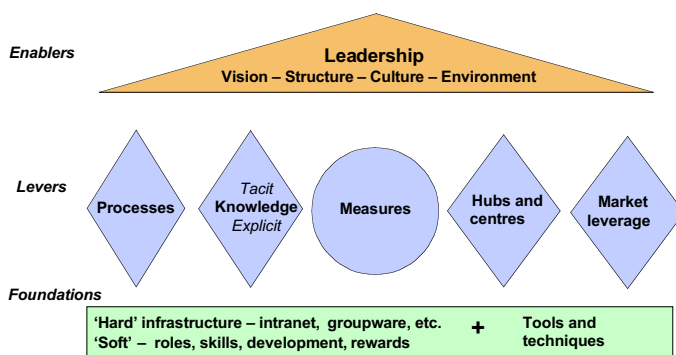 Enablers
Leadership
Vision – Structure – Culture – Environment
Levers
Processes
Tacit
Knowledge
Explicit
Measures
Hubs and
centres
Market
leverage
Foundations
‘Hard’ infrastructure – intranet, groupware, etc.
‘Soft’ – roles, skills, development, rewards
+
Tools and
techniques